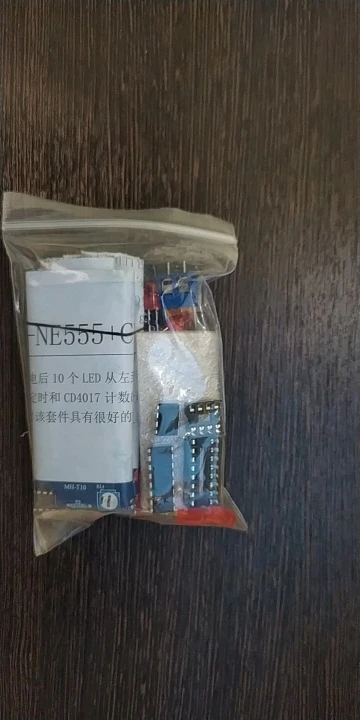 -NE555+C
电后 10 个 LED 从左
定时和 CD4017 计数
该套件具有很好的
MH-T10